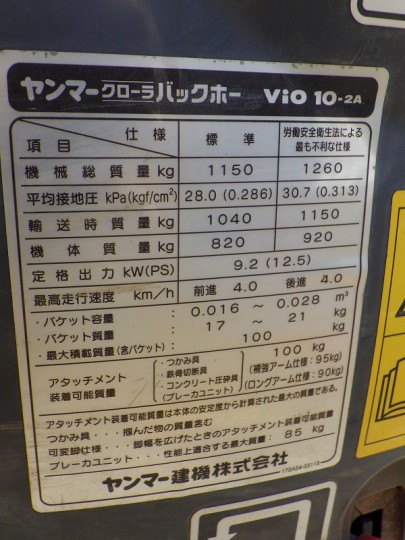 ヤンマークローラバックホー ViO 10-2A
項目 仕様 標準 労働安全衛生法による最も不利な仕様
機械総質量 kg 1150 1260
平均接地圧 kPa(kgf/cm²) 28.0 (0.286) 30.7 (0.313)
輸送時質量 kg 1040 1150
機体質量 kg 820 920
定格出力 kW(PS) 9.2 (12.5)
最高走行速度 km/h 前進 4.0 後進 4.0
・バケット容量 0.016 ～ 0.028 m³
・バケット質量 17 ～ 21 kg
・最大積載質量(含バケット): 100 kg
アタッチメント装着可能質量
・つかみ具
・鉄骨切断具
・コンクリート圧砕具
(ブレーカユニット)
100 kg
(補強アーム仕様:95kg)
(ロングアーム仕様:90kg)
アタッチメント装着可能質量は本体の安定度から計算された最大の質量である。
つかみ具・・・掴んだ物の質量含む
可変脚仕様・・・脚幅を広げたときのアタッチメント装着可能質量
ブレーカユニット・・・性能上適合する最大質量: 85 kg
ヤンマー建機株式会社